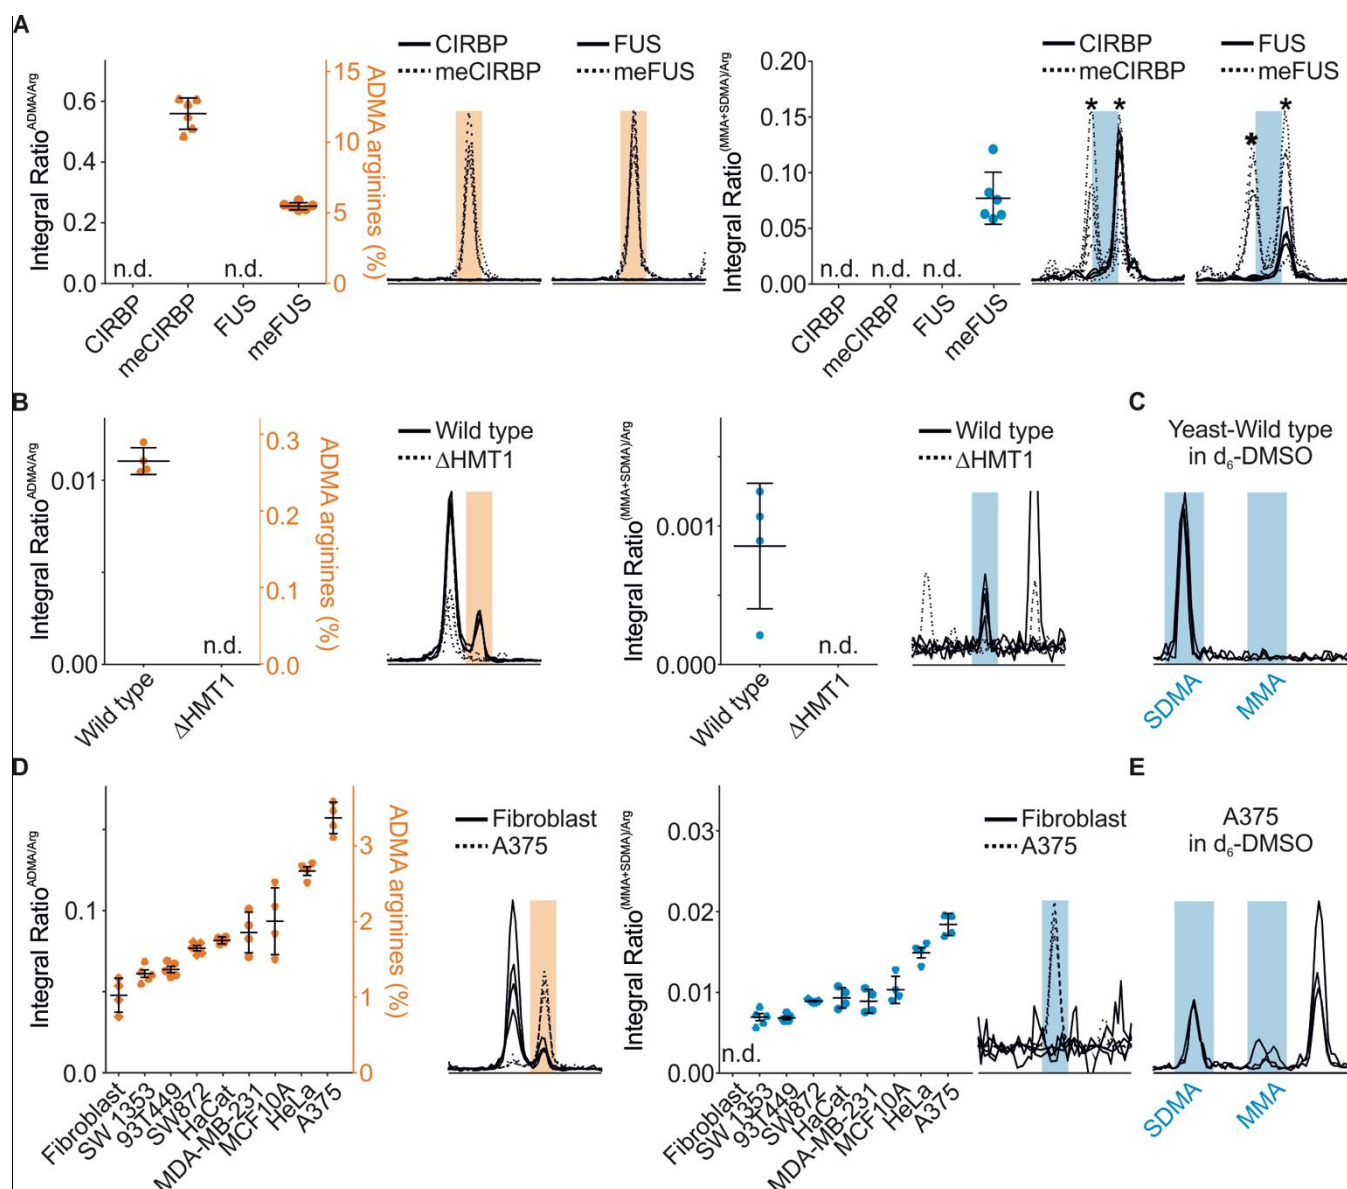 A
CIRBP
meCIRBP
FUS
meFUS
Integral Ratio^ADMA/Arg
0.6
0.4
0.2
0.0
15
10
5
0
ADMA arginines (%)
n.d.
n.d.
CIRBP
meCIRBP
FUS
meFUS
Integral Ratio^(MMA+SDMA)/Arg
0.20
0.15
0.10
0.05
0.00
n.d.
n.d.
n.d.
CIRBP
meCIRBP
FUS
meFUS
CIRBP
meCIRBP
FUS
meFUS
* *
* *
B
Integral Ratio^ADMA/Arg
0.01
0.00
0.3
0.2
0.1
0.0
ADMA arginines (%)
n.d.
Wild type
ΔHMT1
Wild type
ΔHMT1
Integral Ratio^(MMA+SDMA)/Arg
0.001
0.000
n.d.
Wild type
ΔHMT1
Wild type
ΔHMT1
C
Yeast-Wild type
in d₆-DMSO
SDMA
MMA
D
Integral Ratio^ADMA/Arg
0.1
0.0
3
2
1
0
ADMA arginines (%)
Fibroblast
SW 1353
93T449
SW872
HaCat
MDA-MB-231
MCF10A
HeLa
A375
Fibroblast
A375
Integral Ratio^(MMA+SDMA)/Arg
0.03
0.02
0.01
0.00
n.d.
Fibroblast
SW 1353
93T449
SW872
HaCat
MDA-MB-231
MCF10A
HeLa
A375
Fibroblast
A375
E
A375
in d₆-DMSO
SDMA
MMA